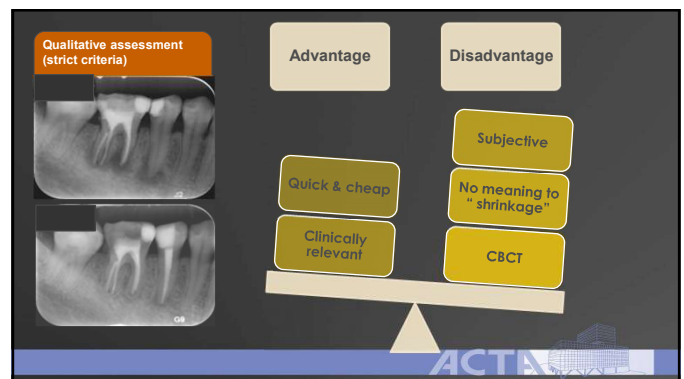 Qualitative assessment
(strict criteria)
Advantage
Disadvantage
Quick & cheap
Clinically
relevant
Subjective
No meaning to
“ shrinkage”
CBCT
ACTA